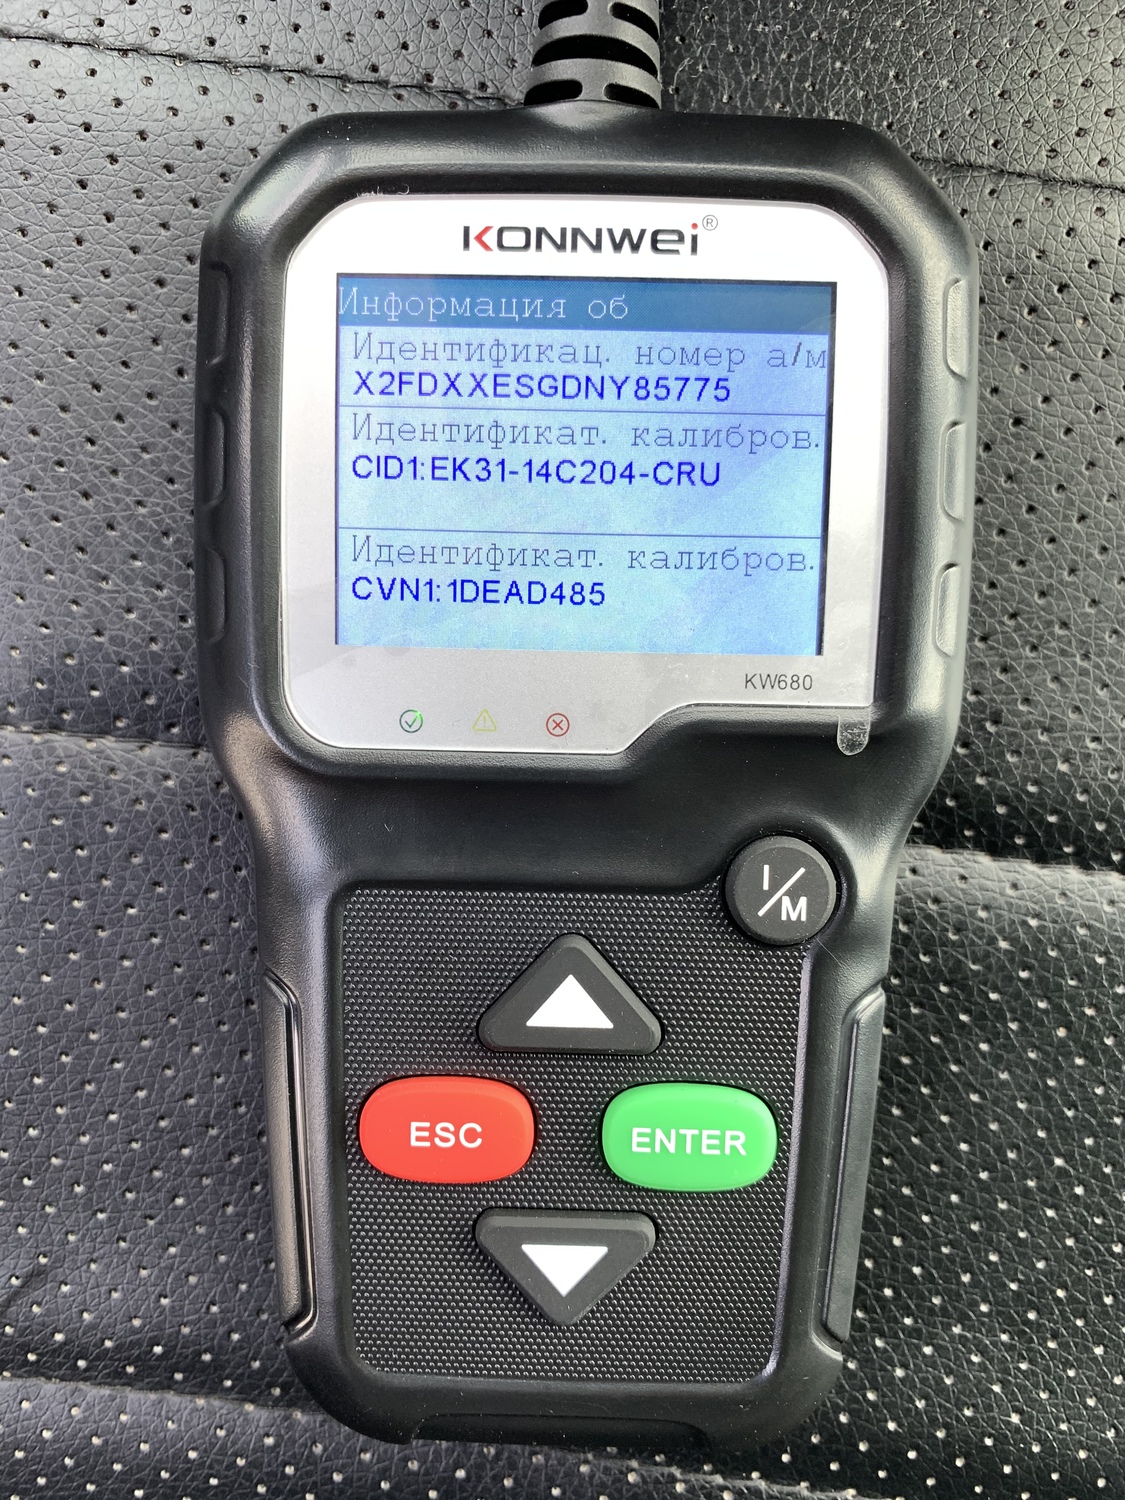 KONNWEI®
Информация об
Идентификац. номер а/м
X2FDXXESGDNY85775
Идентификат. калибров.
CID1:EK31-14C204-CRU
Идентификат. калибров.
CVN1:1DEAD485
KW680
I/M
ESC
ENTER